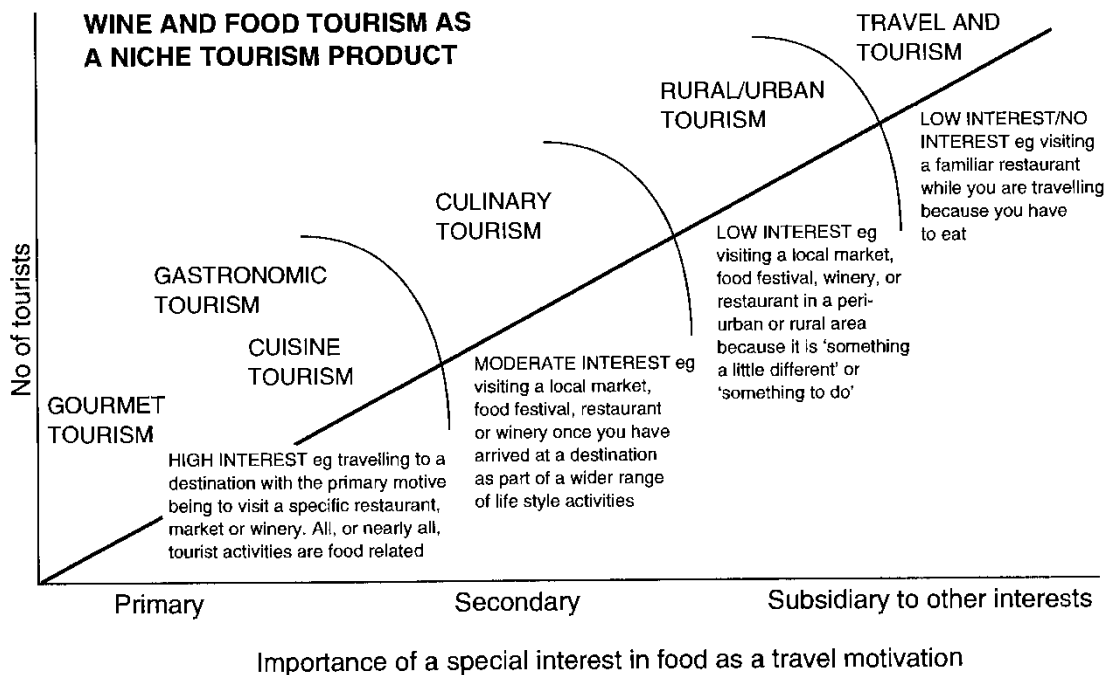 WINE AND FOOD TOURISM AS
A NICHE TOURISM PRODUCT
TRAVEL AND
TOURISM
RURAL/URBAN
TOURISM
LOW INTEREST/NO
INTEREST eg visiting
a familiar restaurant
while you are travelling
because you have
to eat
CULINARY
TOURISM
LOW INTEREST eg
visiting a local market,
food festival, winery, or
restaurant in a peri-
urban or rural area
because it is ‘something
a little different’ or
‘something to do’
GASTRONOMIC
TOURISM
CUISINE
TOURISM
MODERATE INTEREST eg
visiting a local market,
food festival, restaurant
or winery once you have
arrived at a destination
as part of a wider range
of life style activities
GOURMET
TOURISM
HIGH INTEREST eg travelling to a
destination with the primary motive
being to visit a specific restaurant,
market or winery. All, or nearly all,
tourist activities are food related
No of tourists
Primary
Secondary
Subsidiary to other interests
Importance of a special interest in food as a travel motivation